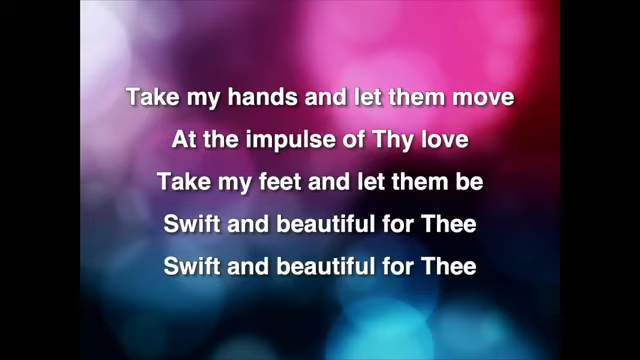 Take my hands and let them move
At the impulse of Thy love
Take my feet and let them be
Swift and beautiful for Thee
Swift and beautiful for Thee